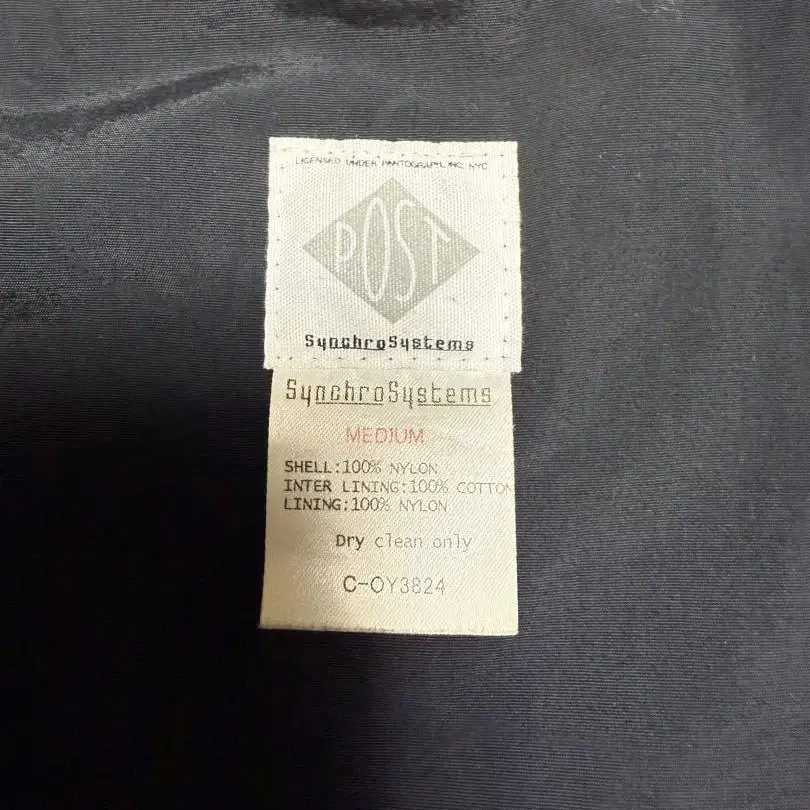 LICENSED UNDER PANTOGRAPH, INC. NYC
POST
SynchroSystems
SynchroSystems
MEDIUM
SHELL:100% NYLON
INTER LINING:100% COTTON
LINING:100% NYLON
Dry clean only
C-OY3824